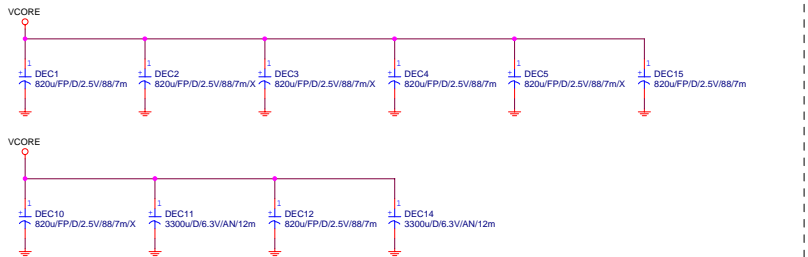 VCORE
1 1 1 1 1 1
+ DEC1 + DEC2 + DEC3 + DEC4 + DEC5 + DEC15
820u/FP/D/2.5V/88/7m 820u/FP/D/2.5V/88/7m/X 820u/FP/D/2.5V/88/7m/X 820u/FP/D/2.5V/88/7m 820u/FP/D/2.5V/88/7m/X 820u/FP/D/2.5V/88/7m
VCORE
1 1 1 1
+ DEC10 + DEC11 + DEC12 + DEC14
820u/FP/D/2.5V/88/7m/X 3300u/D/6.3V/AN/12m 820u/FP/D/2.5V/88/7m 3300u/D/6.3V/AN/12m